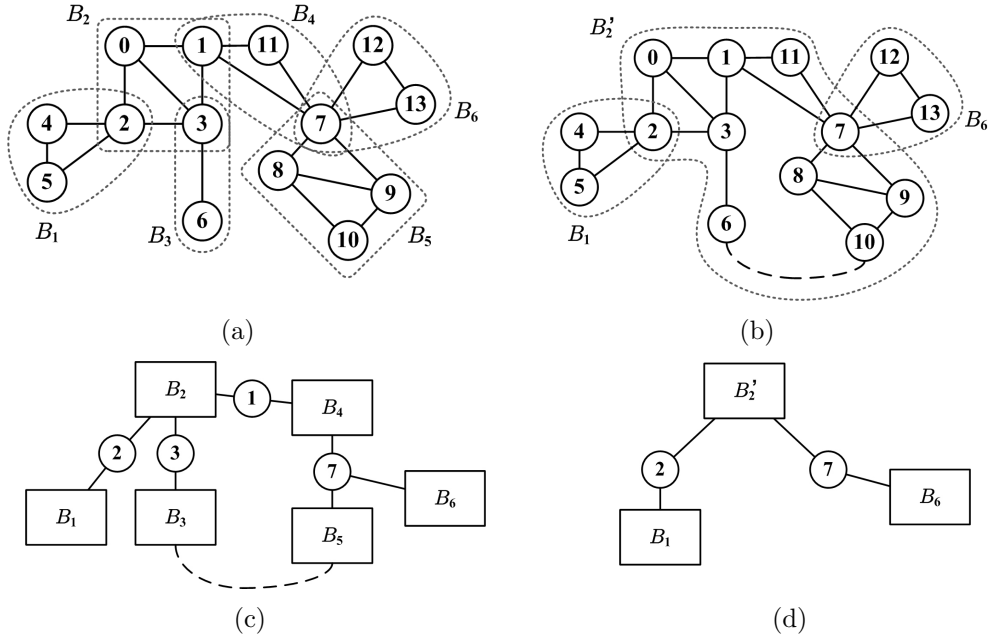 B2 B4
0 1 11 12
13
4 2 3 7 B6
5 8 9
B1 B3 6 10 B5
(a)
B2'
0 1 11 12
13
4 2 3 7 B6
5 8 9
B1 6 10
(b)
B2 1 B4
2 3 7
B1 B3 B5 B6
(c)
B2'
2 7
B1 B6
(d)